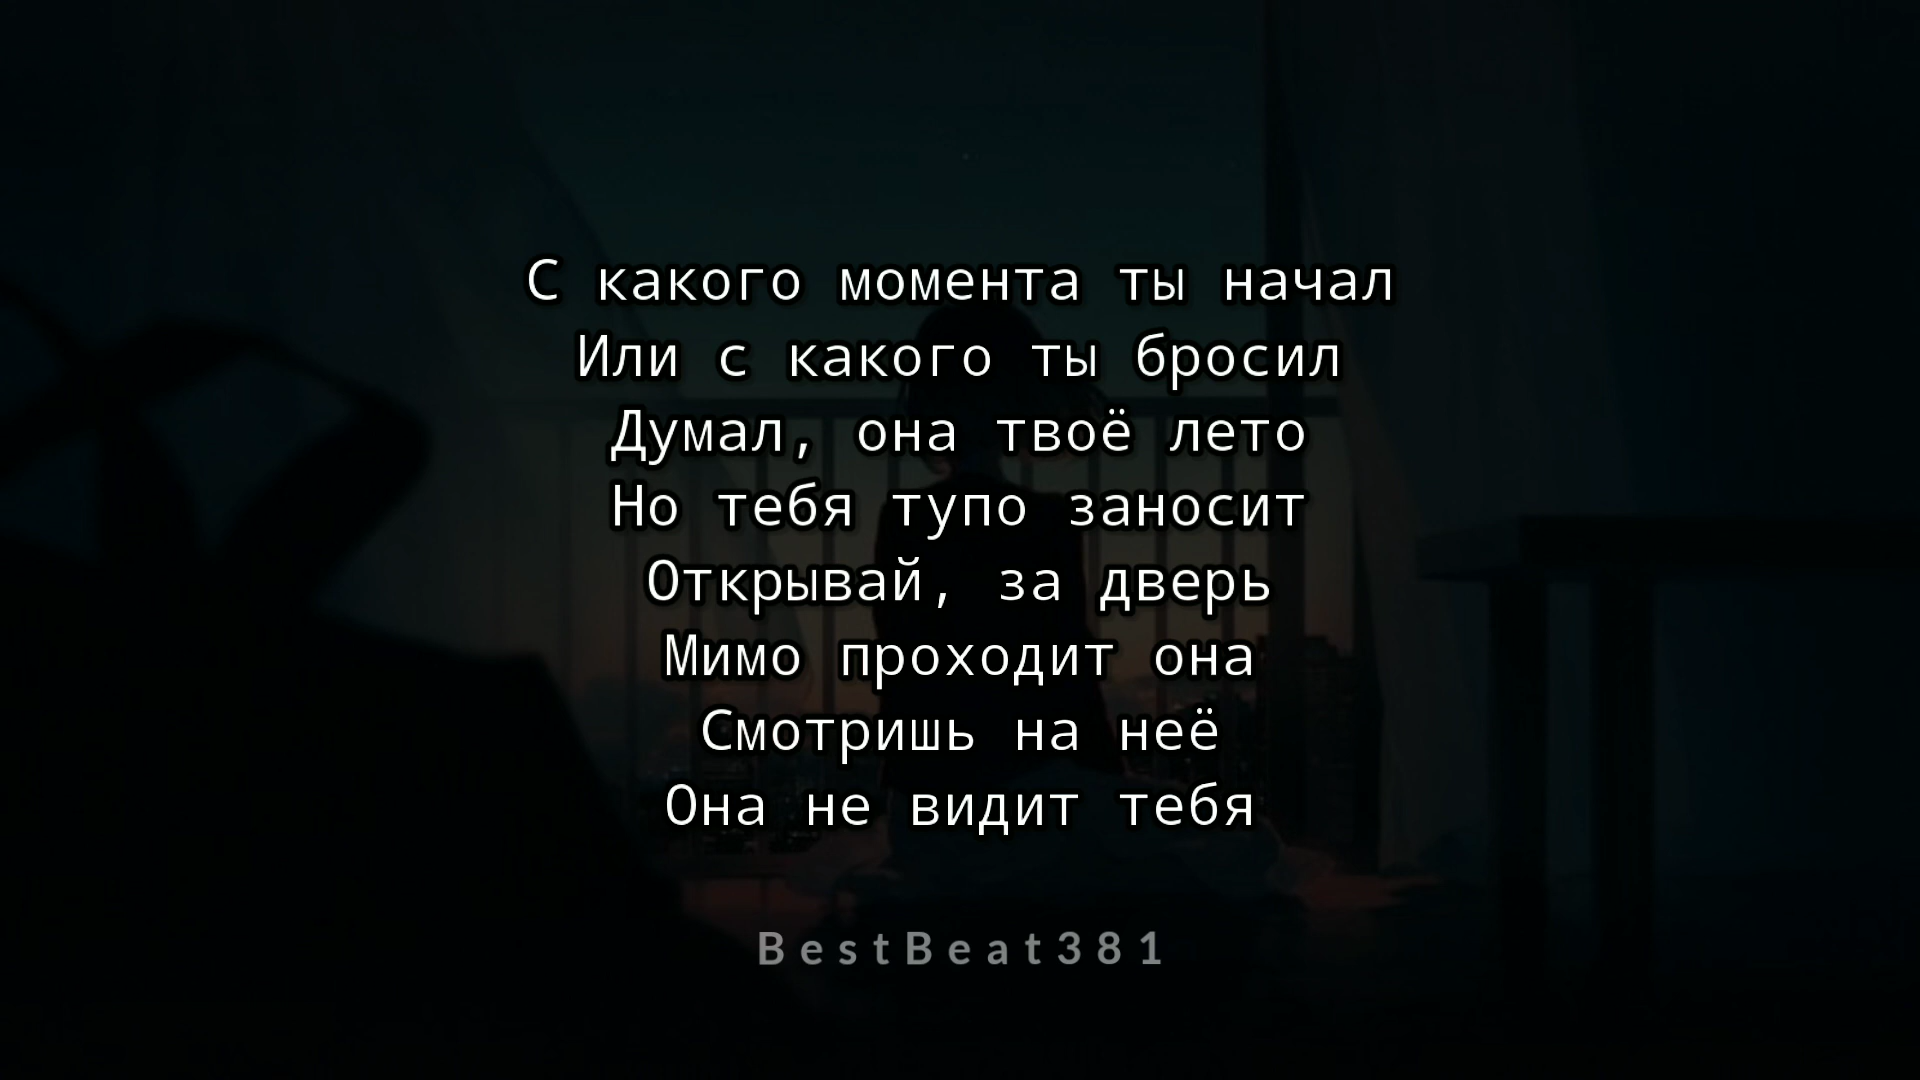 С какого момента ты начал
Или с какого ты бросил
Думал, она твоё лето
Но тебя тупо заносит
Открывай, за дверь
Мимо проходит она
Смотришь на неё
Она не видит тебя
BestBeat381